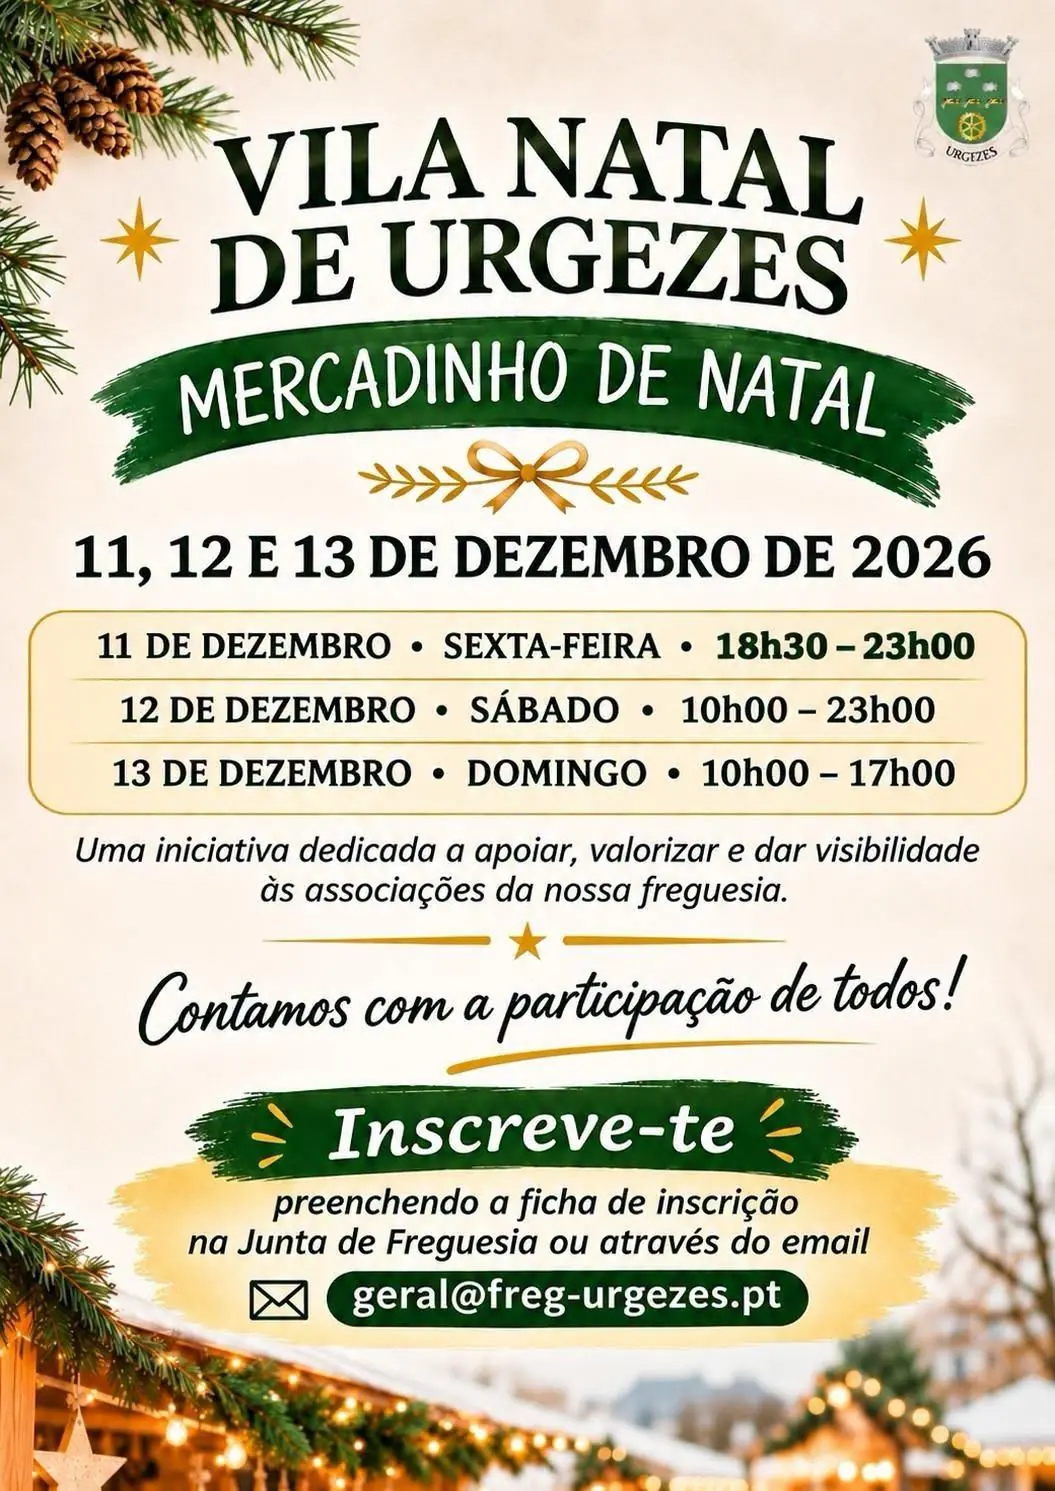 URGEZES
VILA NATAL
DE URGEZES
MERCADINHO DE NATAL
11, 12 E 13 DE DEZEMBRO DE 2026
11 DE DEZEMBRO • SEXTA-FEIRA • 18h30 – 23h00
12 DE DEZEMBRO • SÁBADO • 10h00 – 23h00
13 DE DEZEMBRO • DOMINGO • 10h00 – 17h00
Uma iniciativa dedicada a apoiar, valorizar e dar visibilidade
às associações da nossa freguesia.
Contamos com a participação de todos!
Inscreve-te
preenchendo a ficha de inscrição
na Junta de Freguesia ou através do email
geral@freg-urgezes.pt